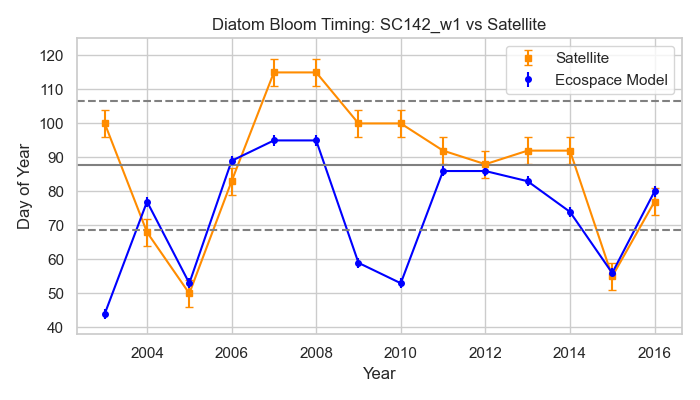 Diatom Bloom Timing: SC142_w1 vs Satellite
Satellite
Ecospace Model
Day of Year
120
110
100
90
80
70
60
50
40
2004 2006 2008 2010 2012 2014 2016
Year